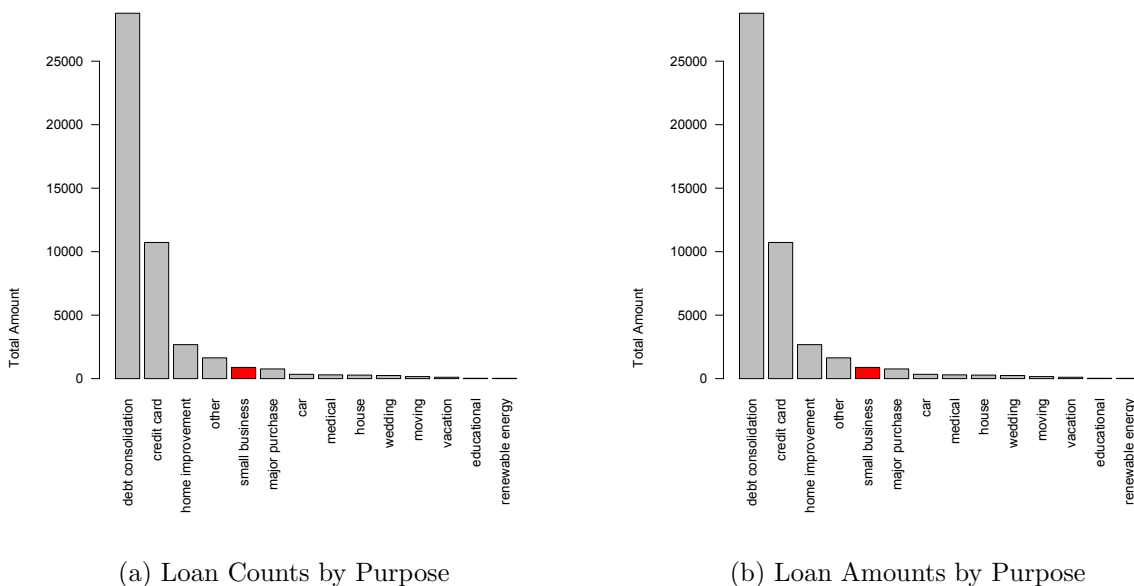 25000
20000
15000
10000
5000
0
Total Amount
debt consolidation
credit card
home improvement
other
small business
major purchase
car
medical
house
wedding
moving
vacation
educational
renewable energy
(a) Loan Counts by Purpose
25000
20000
15000
10000
5000
0
Total Amount
debt consolidation
credit card
home improvement
other
small business
major purchase
car
medical
house
wedding
moving
vacation
educational
renewable energy
(b) Loan Amounts by Purpose